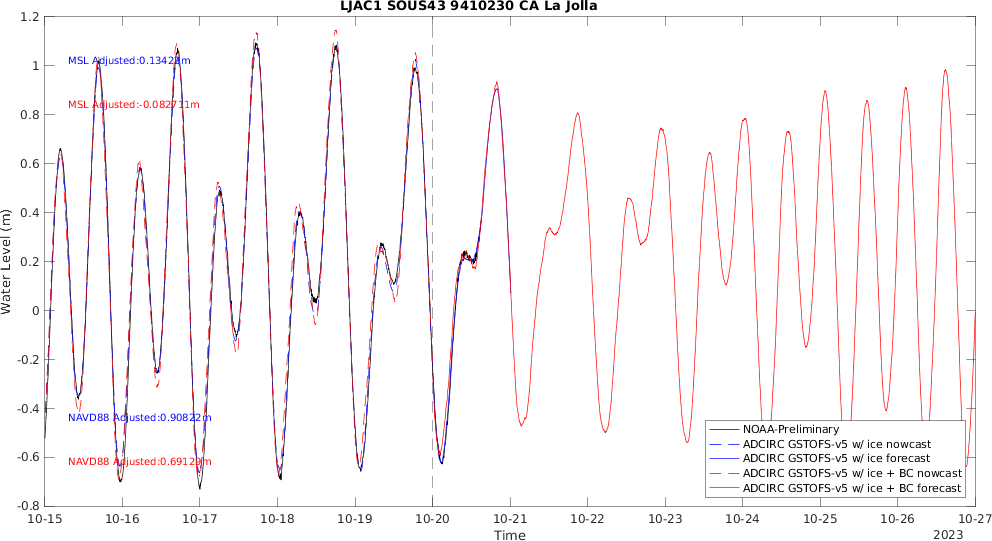 LJAC1 SOUS43 9410230 CA La Jolla
1.2
1
0.8
0.6
0.4
0.2
0
-0.2
-0.4
-0.6
-0.8
Water Level (m)
MSL Adjusted:0.13422m
MSL Adjusted:-0.082711m
NAVD88 Adjusted:0.90822m
NAVD88 Adjusted:0.69129m
NOAA-Preliminary
ADCIRC GSTOFS-v5 w/ ice nowcast
ADCIRC GSTOFS-v5 w/ ice forecast
ADCIRC GSTOFS-v5 w/ ice + BC nowcast
ADCIRC GSTOFS-v5 w/ ice + BC forecast
10-15 10-16 10-17 10-18 10-19 10-20 10-21 10-22 10-23 10-24 10-25 10-26 10-27
Time
2023